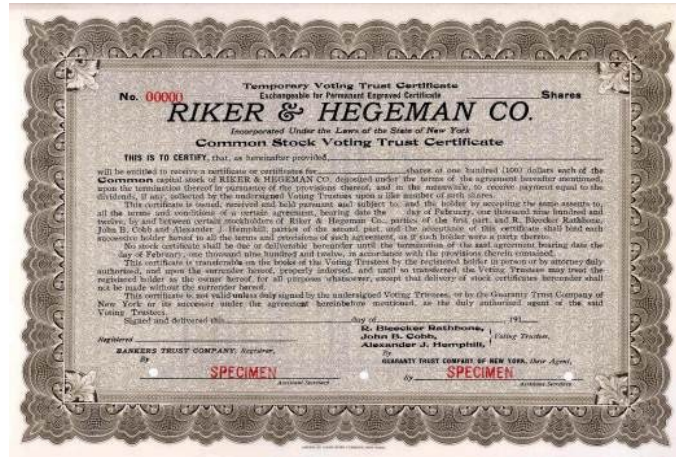 Temporary Voting Trust Certificate
No. 00000 Exchangeable for Permanent Engraved Certificate Shares
RIKER & HEGEMAN CO.
Incorporated Under the Laws of the State of New York
Common Stock Voting Trust Certificate
THIS IS TO CERTIFY, that, as hereinafter provided,
will be entitled to receive a certificate or certificates for shares of one hundred (100) dollars each of the
Common capital stock of RIKER & HEGEMAN CO. deposited under the terms of the agreement hereafter mentioned,
upon the termination thereof in pursuance of the provisions thereof, and in the meanwhile, to receive payment equal to the
dividends, if any, collected by the undersigned Voting Trustees upon a like number of such shares.
This certificate is issued, received and held pursuant and subject to, and the holder by accepting the same assents to,
all the terms and conditions of a certain agreement, bearing date the day of February, one thousand nine hundred and
twelve, by and between certain stockholders of Riker & Hegeman Co., parties of the first part, and R. Bleecker Rathbone,
John B. Cobb and Alexander J. Hemphill, parties of the second part, and the acceptance of this certificate shall bind each
successive holder hereof to all the terms and provisions of such agreement, as if such holder were a party thereto.
No stock certificate shall be due or deliverable hereunder until the termination of the said agreement bearing date the
day of February, one thousand nine hundred and twelve, in accordance with the provisions therein contained.
This certificate is transferable on the books of the Voting Trustees by the registered holder in person or by attorney duly
authorized, and upon the surrender hereof, properly indorsed, and until so transferred, the Voting Trustees may treat the
registered holder as the owner hereof, for all purposes whatsoever, except that delivery of stock certificates hereunder shall
not be made without the surrender hereof.
This certificate is not valid unless duly signed by the undersigned Voting Trustees, or by the Guaranty Trust Company of
New York or its successor under the agreement hereinbefore mentioned, as the duly authorized agent of the said
Voting Trustees.
Signed and delivered this day of 191
R. Bleecker Rathbone,
Registered John B. Cobb, Voting Trustees,
Alexander J. Hemphill,
BANKERS TRUST COMPANY, Registrar, By
By GUARANTY TRUST COMPANY OF NEW YORK, their Agent,
SPECIMEN By SPECIMEN
Assistant Secretary Assistant Secretary